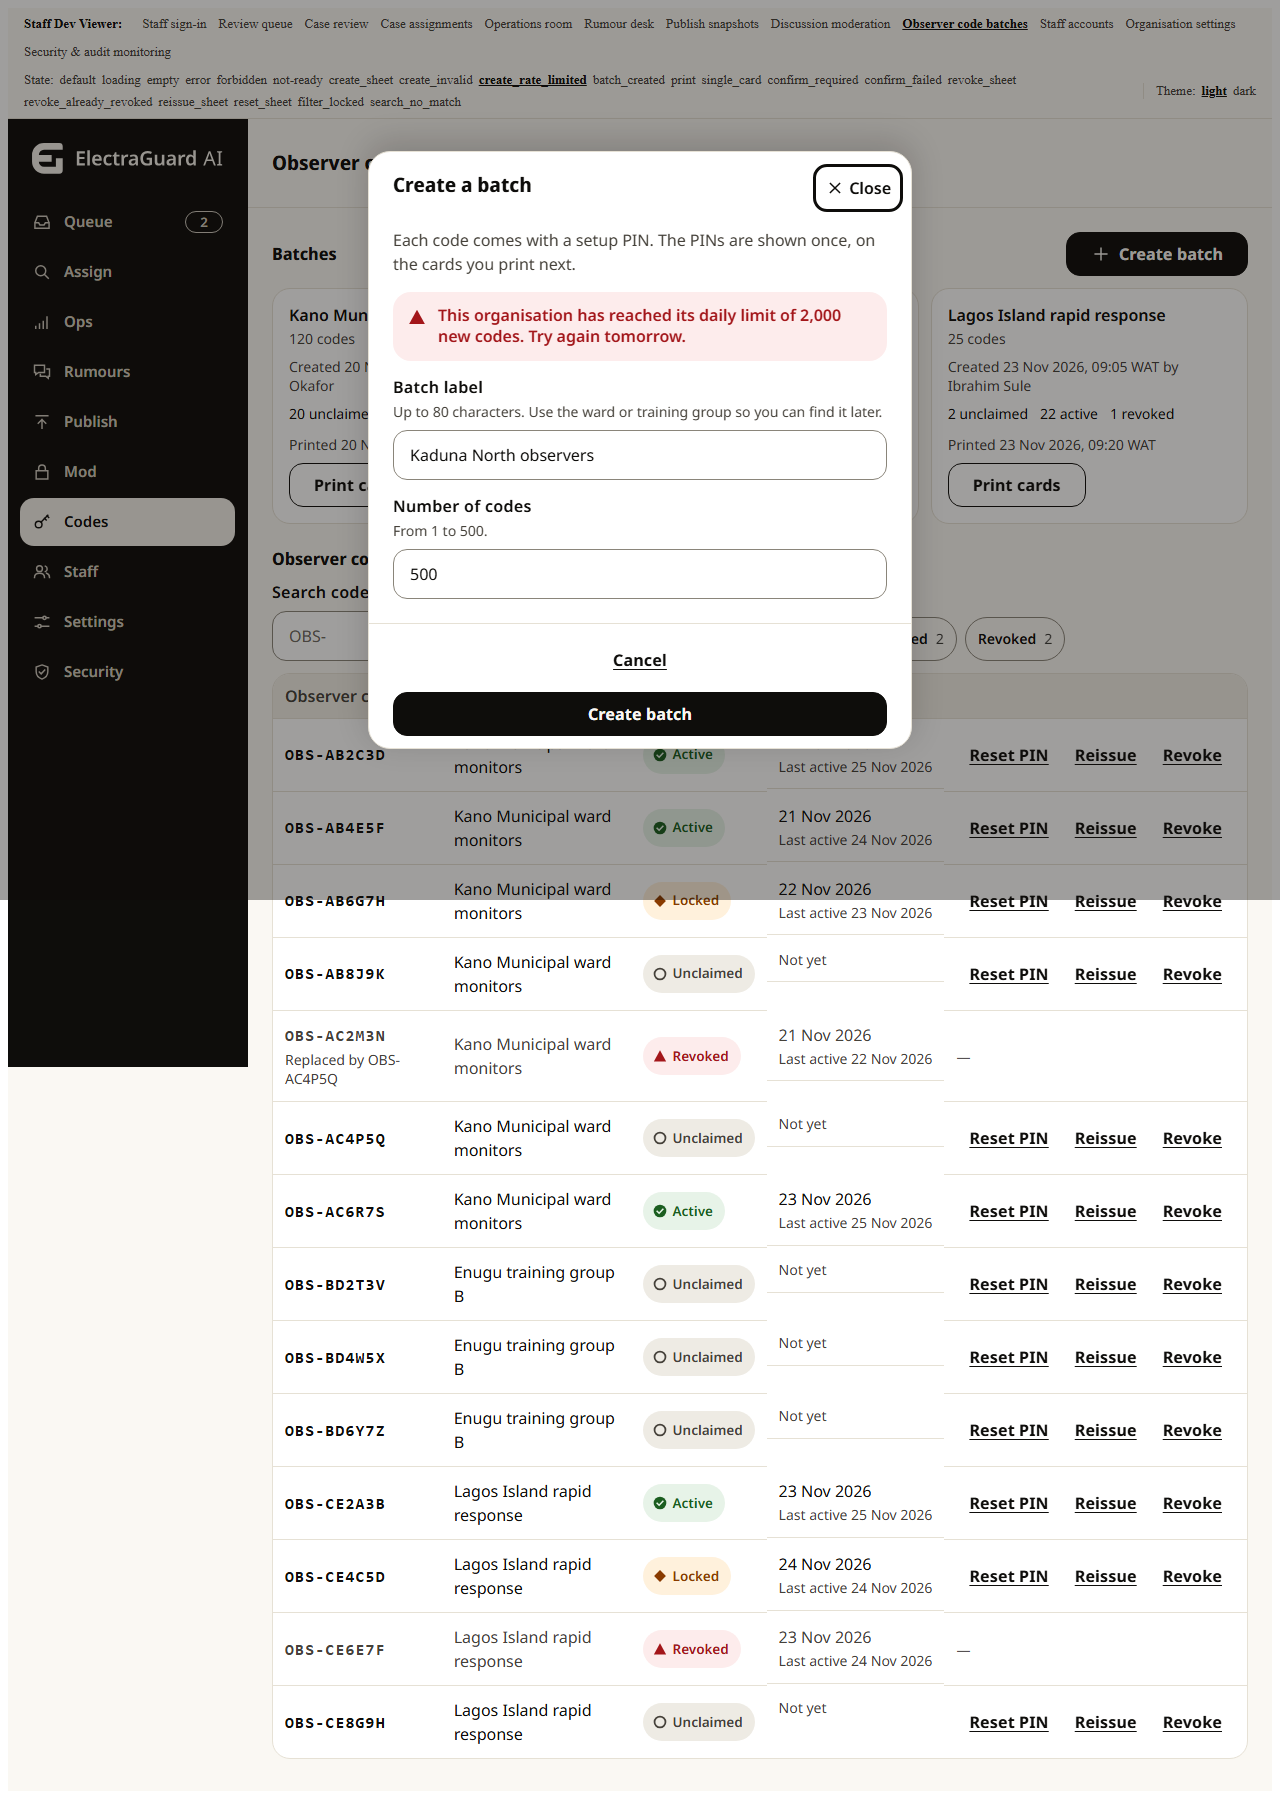 Staff Dev Viewer: Staff sign-in Review queue Case review Case assignments Operations room Rumour desk Publish snapshots Discussion moderation Observer code batches Staff accounts Organisation settings
Security & audit monitoring
State: default loading empty error forbidden not-ready create_sheet create_invalid create_rate_limited batch_created print single_card confirm_required confirm_failed revoke_sheet
revoke_already_revoked reissue_sheet reset_sheet filter_locked search_no_match
Theme: light dark
ElectraGuard AI
Queue 2
Assign
Ops
Rumours
Publish
Mod
Codes
Staff
Settings
Security
Observer
Batches
Create batch
Kano Mun
120 codes
Created 20
Okafor
20 unclaime
Printed 20
Print
Lagos Island rapid response
25 codes
Created 23 Nov 2026, 09:05 WAT by
Ibrahim Sule
2 unclaimed 22 active 1 revoked
Printed 23 Nov 2026, 09:20 WAT
Print cards
Observer co
Search code
OBS-
ed 2
Revoked 2
Create a batch
Close
Each code comes with a setup PIN. The PINs are shown once, on
the cards you print next.
This organisation has reached its daily limit of 2,000
new codes. Try again tomorrow.
Batch label
Up to 80 characters. Use the ward or training group so you can find it later.
Kaduna North observers
Number of codes
From 1 to 500.
500
Cancel
Create batch
Observer
OBS-AB2C3D monitors Active Last active 25 Nov 2026 Reset PIN Reissue Revoke
OBS-AB4E5F Kano Municipal ward monitors Active 21 Nov 2026 Last active 24 Nov 2026 Reset PIN Reissue Revoke
OBS-AB6G7H Kano Municipal ward monitors Locked 22 Nov 2026 Last active 23 Nov 2026 Reset PIN Reissue Revoke
OBS-AB8J9K Kano Municipal ward monitors Unclaimed Not yet Reset PIN Reissue Revoke
OBS-AC2M3N Replaced by OBS-AC4P5Q Kano Municipal ward monitors Revoked 21 Nov 2026 Last active 22 Nov 2026 —
OBS-AC4P5Q Kano Municipal ward monitors Unclaimed Not yet Reset PIN Reissue Revoke
OBS-AC6R7S Kano Municipal ward monitors Active 23 Nov 2026 Last active 25 Nov 2026 Reset PIN Reissue Revoke
OBS-BD2T3V Enugu training group B Unclaimed Not yet Reset PIN Reissue Revoke
OBS-BD4W5X Enugu training group B Unclaimed Not yet Reset PIN Reissue Revoke
OBS-BD6Y7Z Enugu training group B Unclaimed Not yet Reset PIN Reissue Revoke
OBS-CE2A3B Lagos Island rapid response Active 23 Nov 2026 Last active 25 Nov 2026 Reset PIN Reissue Revoke
OBS-CE4C5D Lagos Island rapid response Locked 24 Nov 2026 Last active 24 Nov 2026 Reset PIN Reissue Revoke
OBS-CE6E7F Lagos Island rapid response Revoked 23 Nov 2026 Last active 24 Nov 2026 —
OBS-CE8G9H Lagos Island rapid response Unclaimed Not yet Reset PIN Reissue Revoke